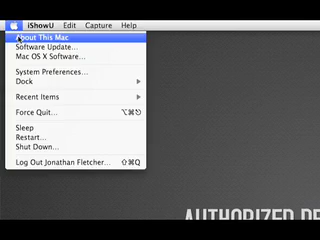 iShowU Edit Capture Help
About This Mac
Software Update...
Mac OS X Software...
System Preferences...
Dock
Recent Items
Force Quit... ⌥⌘⎋
Sleep
Restart...
Shut Down...
Log Out Jonathan Fletcher... ⇧⌘Q
AUTHORIZED